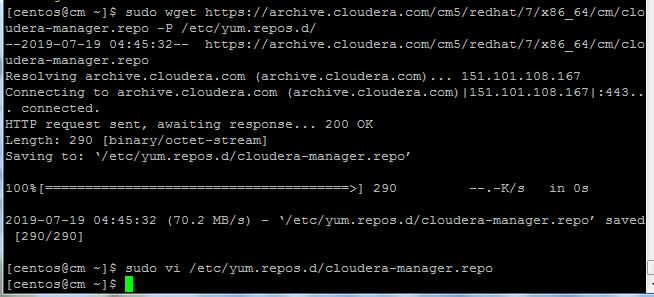 [centos@cm ~]$ sudo wget https://archive.cloudera.com/cm5/redhat/7/x86_64/cm/clo
udera-manager.repo -P /etc/yum.repos.d/
--2019-07-19 04:45:32--  https://archive.cloudera.com/cm5/redhat/7/x86_64/cm/clo
udera-manager.repo
Resolving archive.cloudera.com (archive.cloudera.com)... 151.101.108.167
Connecting to archive.cloudera.com (archive.cloudera.com)|151.101.108.167|:443..
. connected.
HTTP request sent, awaiting response... 200 OK
Length: 290 [binary/octet-stream]
Saving to: ‘/etc/yum.repos.d/cloudera-manager.repo’
100%[======================================>] 290         --.-K/s   in 0s
2019-07-19 04:45:32 (70.2 MB/s) - ‘/etc/yum.repos.d/cloudera-manager.repo’ saved
 [290/290]
[centos@cm ~]$ sudo vi /etc/yum.repos.d/cloudera-manager.repo
[centos@cm ~]$